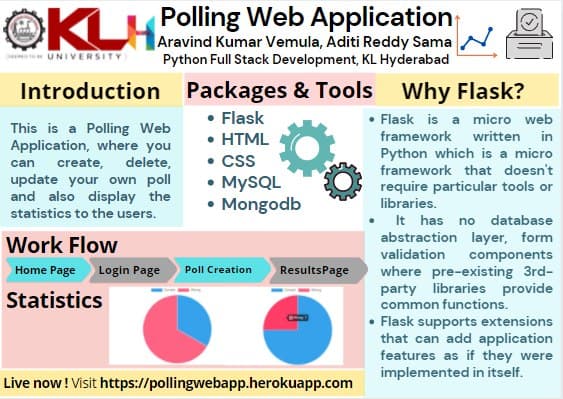 KLH
UNIVERSITY
Polling Web Application
Aravind Kumar Vemula, Aditi Reddy Sama
Python Full Stack Development, KL Hyderabad
Introduction
This is a Polling Web
Application, where you
can create, delete,
update your own poll
and also display the
statistics to the users.
Packages & Tools
• Flask
• HTML
• CSS
• MySQL
• Mongodb
Why Flask?
• Flask is a micro web
framework written in
Python which is a micro
framework that doesn't
require particular tools or
libraries.
• It has no database
abstraction layer, form
validation components
where pre-existing 3rd-
party libraries provide
common functions.
• Flask supports extensions
that can add application
features as if they were
implemented in itself.
Work Flow
Home Page
Login Page
Poll Creation
ResultsPage
Statistics
Live now ! Visit https://pollingwebapp.herokuapp.com